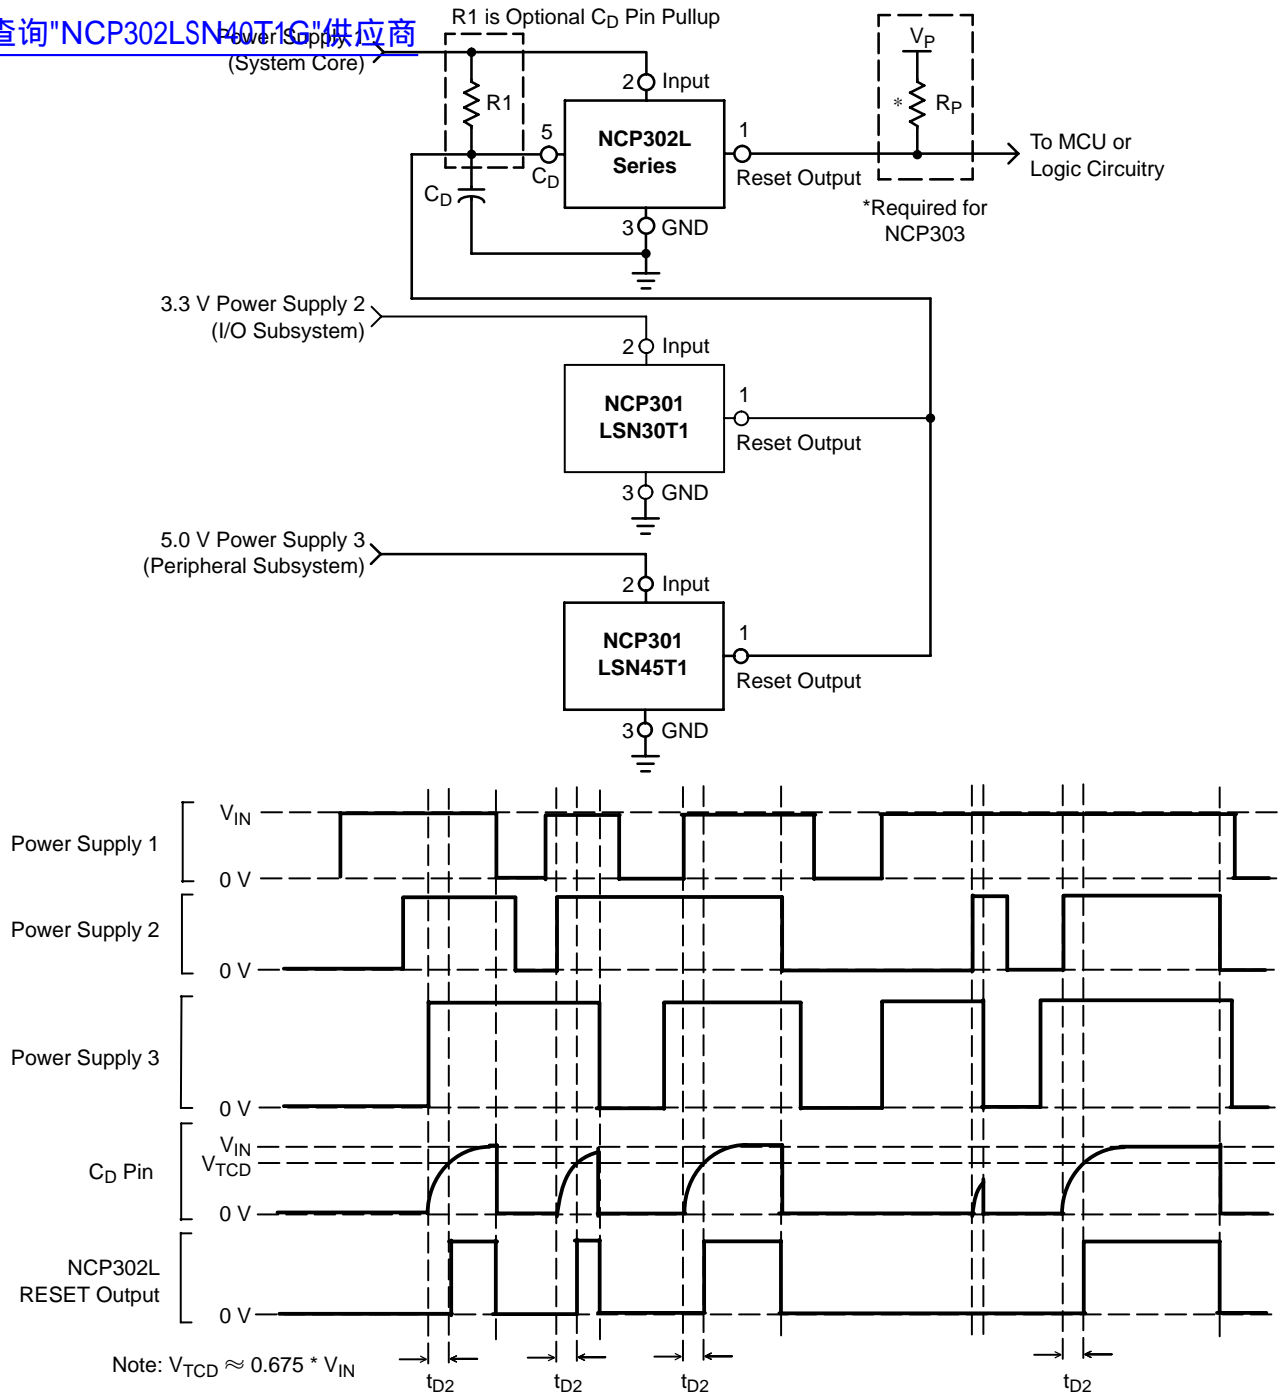 查询"NCP302LSN40T1G"供应商
R1 is Optional CD Pin Pullup
Power Supply 1
(System Core)
R1
2 Input
VP
* RP
5
CD
CD
NCP302L
Series
1
Reset Output
To MCU or
Logic Circuitry
3 GND
*Required for
NCP303
3.3 V Power Supply 2
(I/O Subsystem)
2 Input
NCP301
LSN30T1
1
Reset Output
3 GND
5.0 V Power Supply 3
(Peripheral Subsystem)
2 Input
NCP301
LSN45T1
1
Reset Output
3 GND
VIN
Power Supply 1
0 V
Power Supply 2
0 V
Power Supply 3
0 V
VIN
VTCD
CD Pin
0 V
NCP302L
RESET Output
0 V
Note: VTCD ≈ 0.675 * VIN
tD2 tD2 tD2 tD2